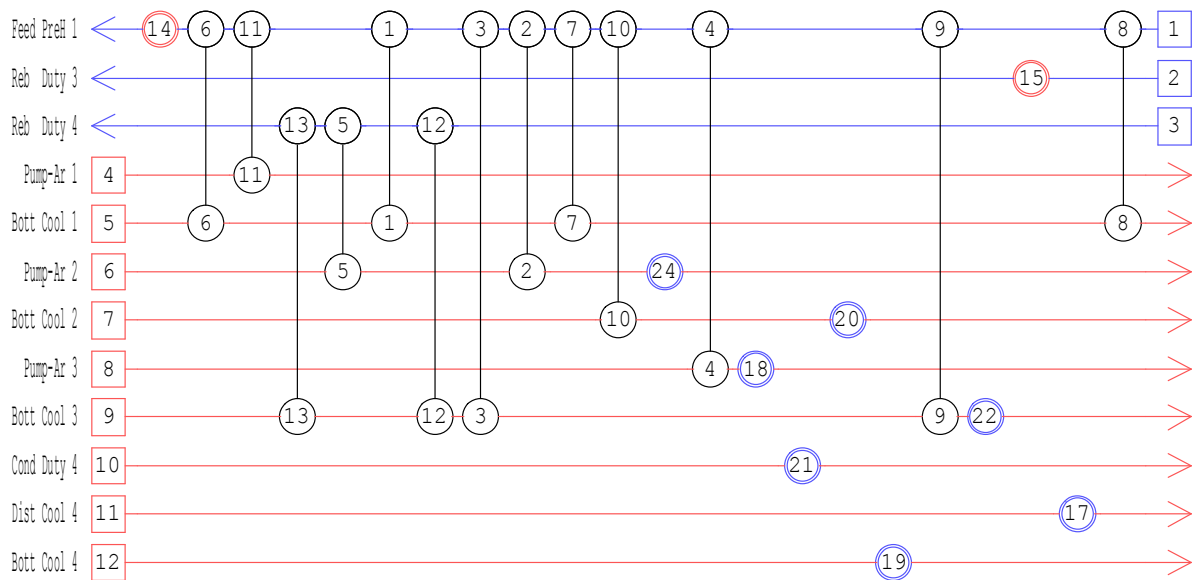 Feed PreH 1 14 6 11 1 3 2 7 10 4 9 8 1
Reb Duty 3 15 2
Reb Duty 4 13 5 12 3
Pump-Ar 1 4 11
Bott Cool 1 5 6 1 7 8
Pump-Ar 2 6 5 2 24
Bott Cool 2 7 10 20
Pump-Ar 3 8 4 18
Bott Cool 3 9 13 12 3 9 22
Cond Duty 4 10 21
Dist Cool 4 11 17
Bott Cool 4 12 19